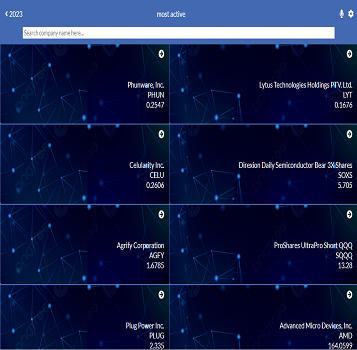 2023
most active
Search company name here...
Phunware, Inc.
PHUN
0.2547
Lytus Technologies Holdings PTV. Ltd.
LYT
0.1676
Celularity Inc.
CELU
0.2606
Direxion Daily Semiconductor Bear 3X Shares
SOXS
5.705
Agrify Corporation
AGFY
1.6785
ProShares UltraPro Short QQQ
SQQQ
13.28
Plug Power Inc.
PLUG
2.335
Advanced Micro Devices, Inc.
AMD
164.0599